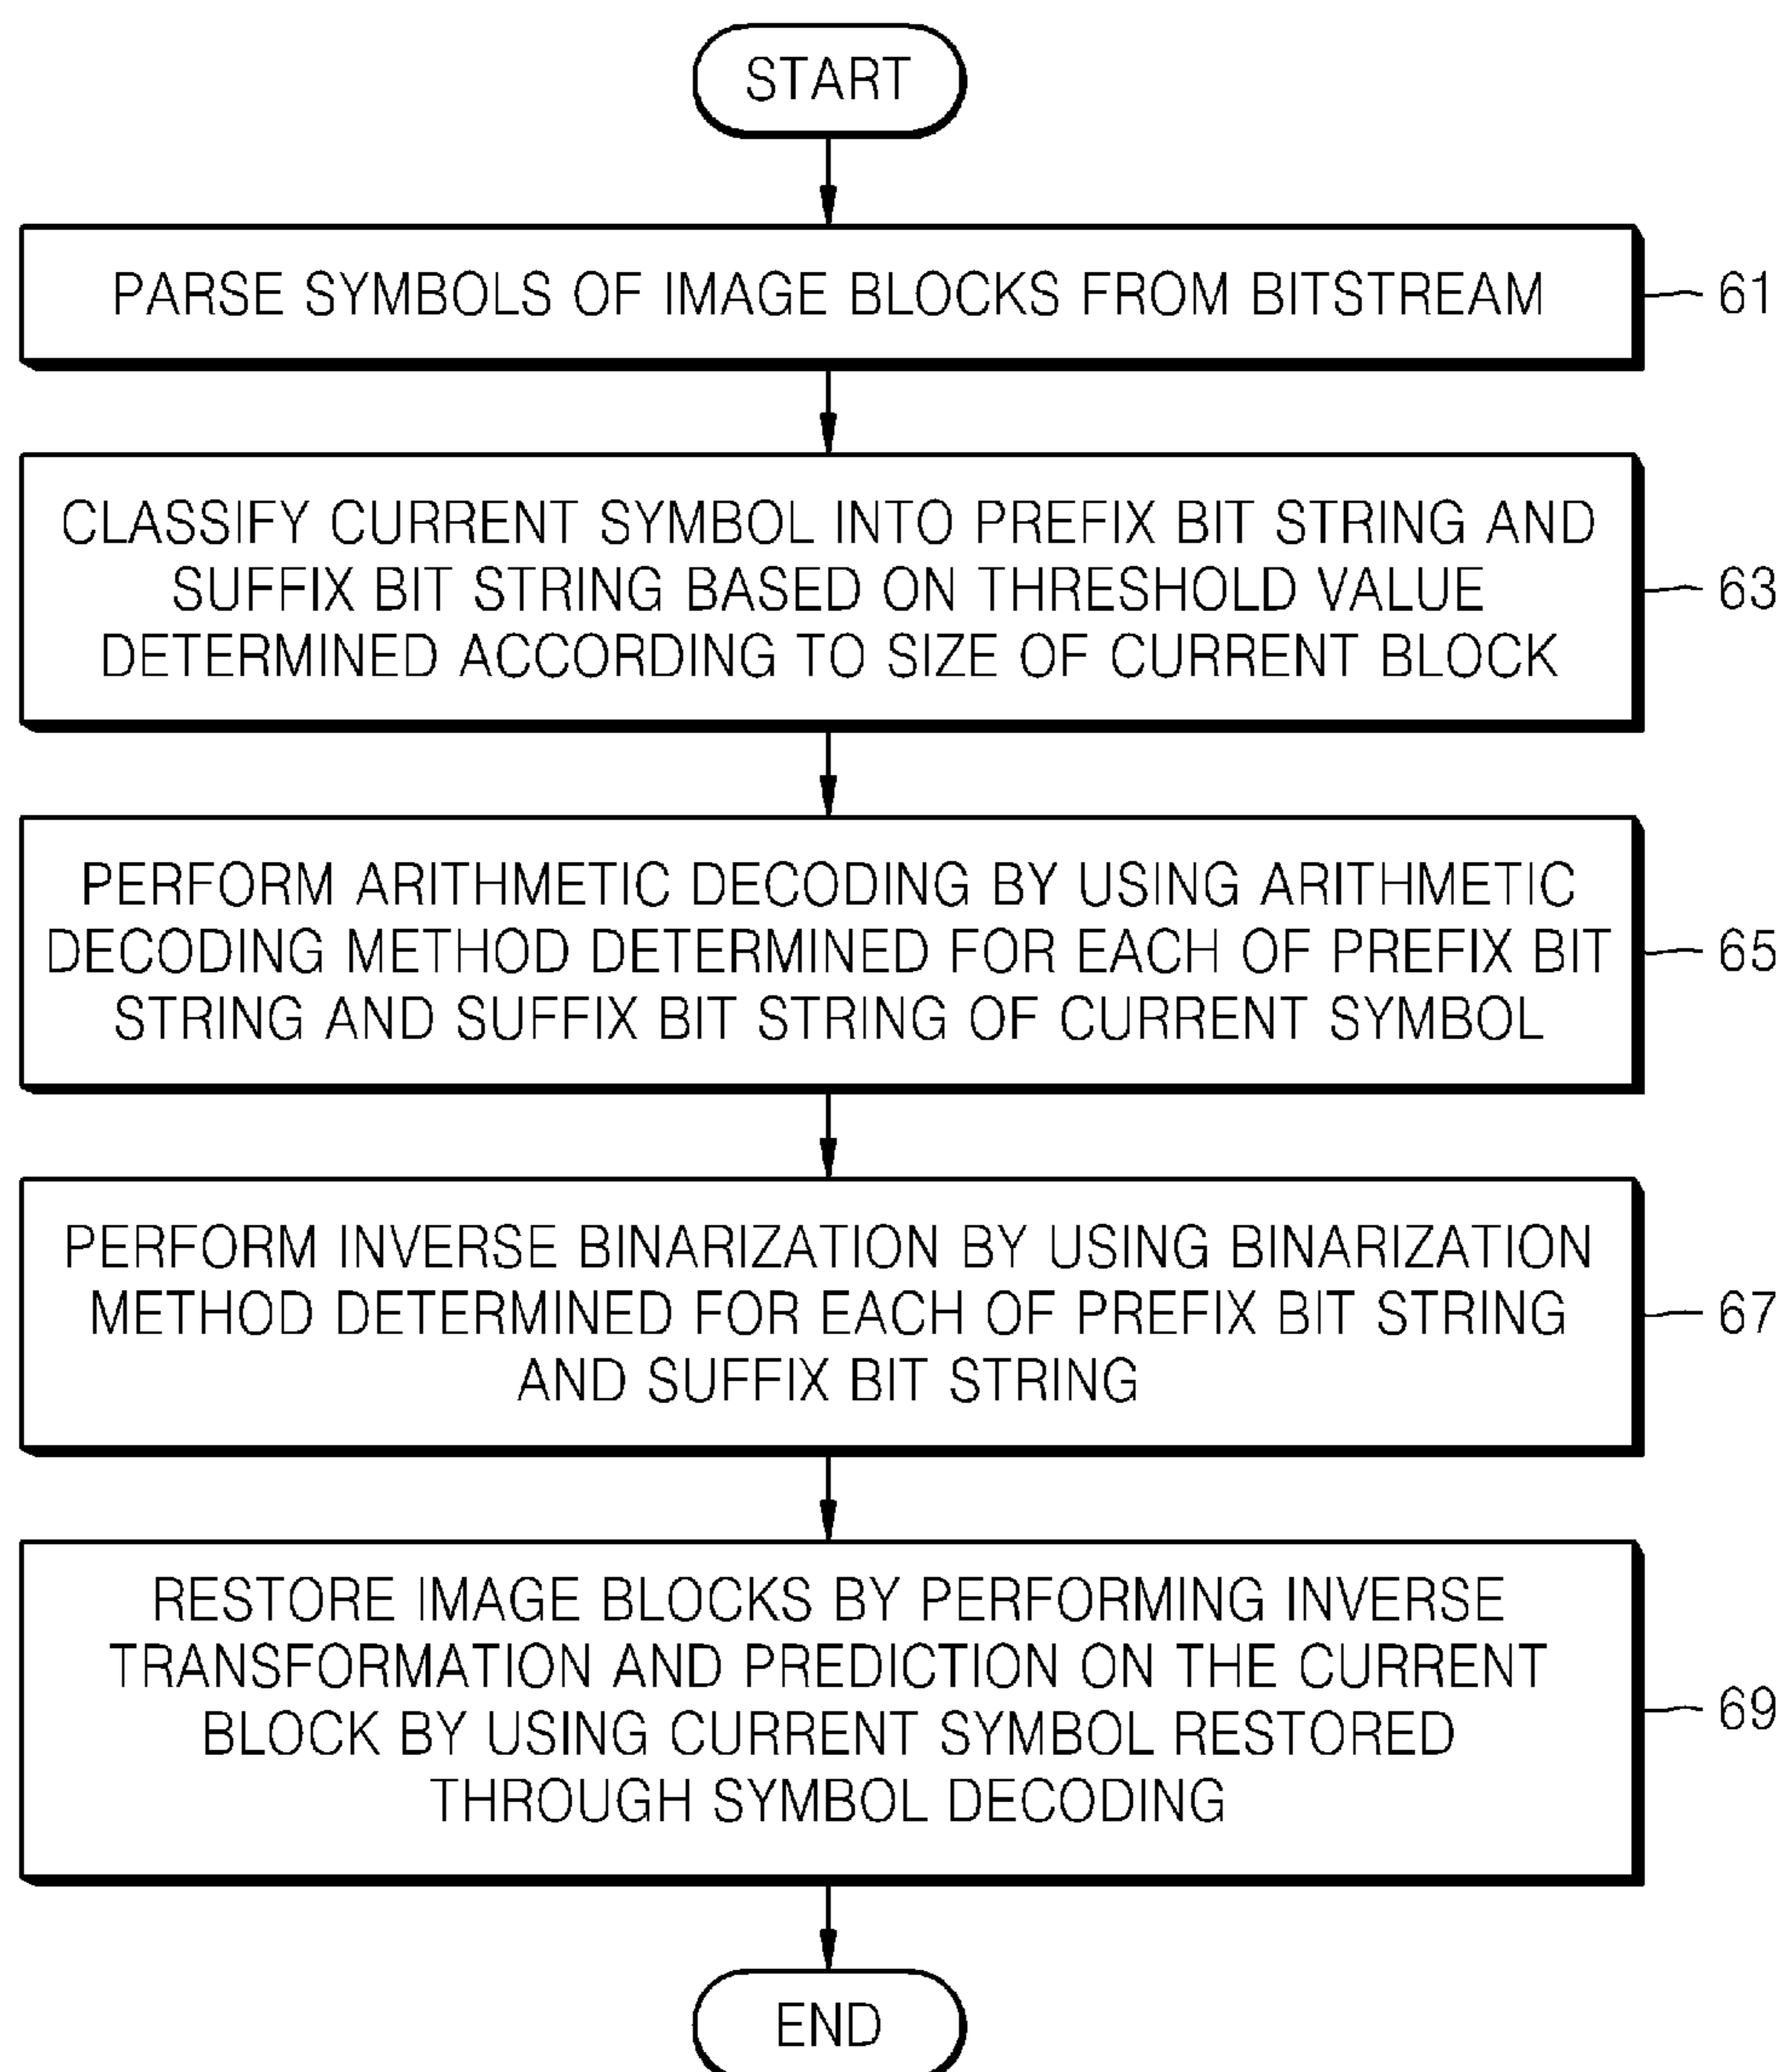 START
PARSE SYMBOLS OF IMAGE BLOCKS FROM BITSTREAM
61
CLASSIFY CURRENT SYMBOL INTO PREFIX BIT STRING AND
SUFFIX BIT STRING BASED ON THRESHOLD VALUE
DETERMINED ACCORDING TO SIZE OF CURRENT BLOCK
63
PERFORM ARITHMETIC DECODING BY USING ARITHMETIC
DECODING METHOD DETERMINED FOR EACH OF PREFIX BIT
STRING AND SUFFIX BIT STRING OF CURRENT SYMBOL
65
PERFORM INVERSE BINARIZATION BY USING BINARIZATION
METHOD DETERMINED FOR EACH OF PREFIX BIT STRING
AND SUFFIX BIT STRING
67
RESTORE IMAGE BLOCKS BY PERFORMING INVERSE
TRANSFORMATION AND PREDICTION ON THE CURRENT
BLOCK BY USING CURRENT SYMBOL RESTORED
THROUGH SYMBOL DECODING
69
END